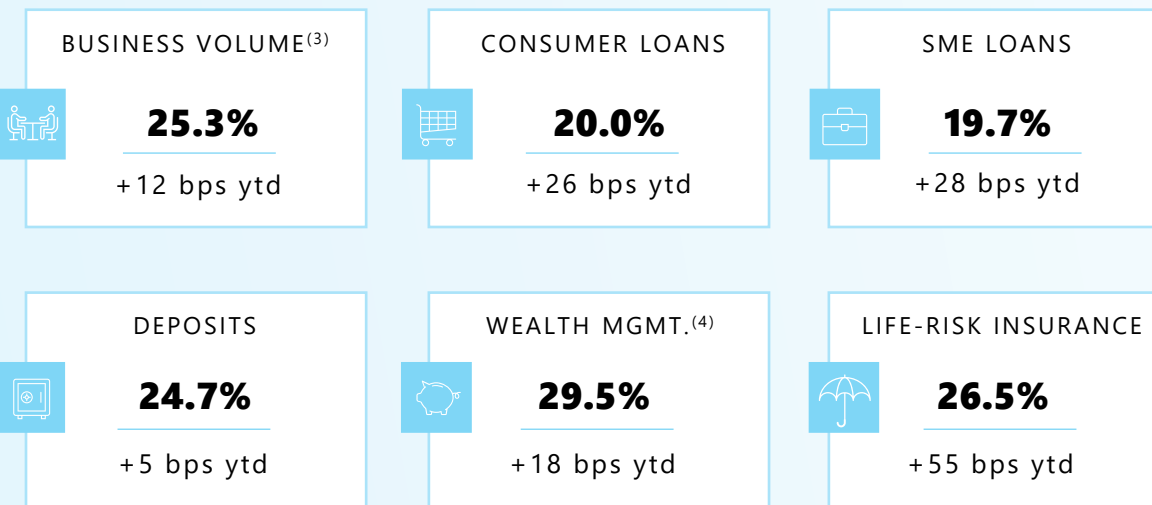 BUSINESS VOLUME(3)
25.3%
+12 bps ytd
CONSUMER LOANS
20.0%
+26 bps ytd
SME LOANS
19.7%
+28 bps ytd
DEPOSITS
24.7%
+5 bps ytd
WEALTH MGMT.(4)
29.5%
+18 bps ytd
LIFE-RISK INSURANCE
26.5%
+55 bps ytd